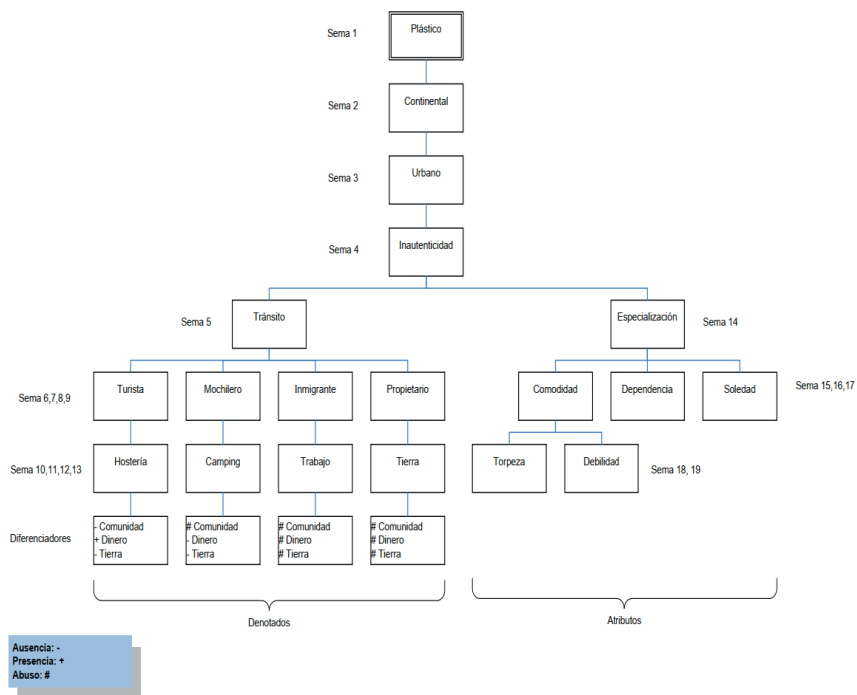 Sema 1
Plástico
Sema 2
Continental
Sema 3
Urbano
Sema 4
Inautenticidad
Sema 5
Tránsito
Especialización
Sema 14
Sema 6,7,8,9
Turista
Mochilero
Inmigrante
Propietario
Comodidad
Dependencia
Soledad
Sema 15,16,17
Sema 10,11,12,13
Hostería
Camping
Trabajo
Tierra
Torpeza
Debilidad
Sema 18, 19
Diferenciadores
- Comunidad
+ Dinero
- Tierra
# Comunidad
- Dinero
- Tierra
# Comunidad
# Dinero
# Tierra
# Comunidad
# Dinero
# Tierra
Denotados
Atributos
Ausencia: -
Presencia: +
Abuso: #